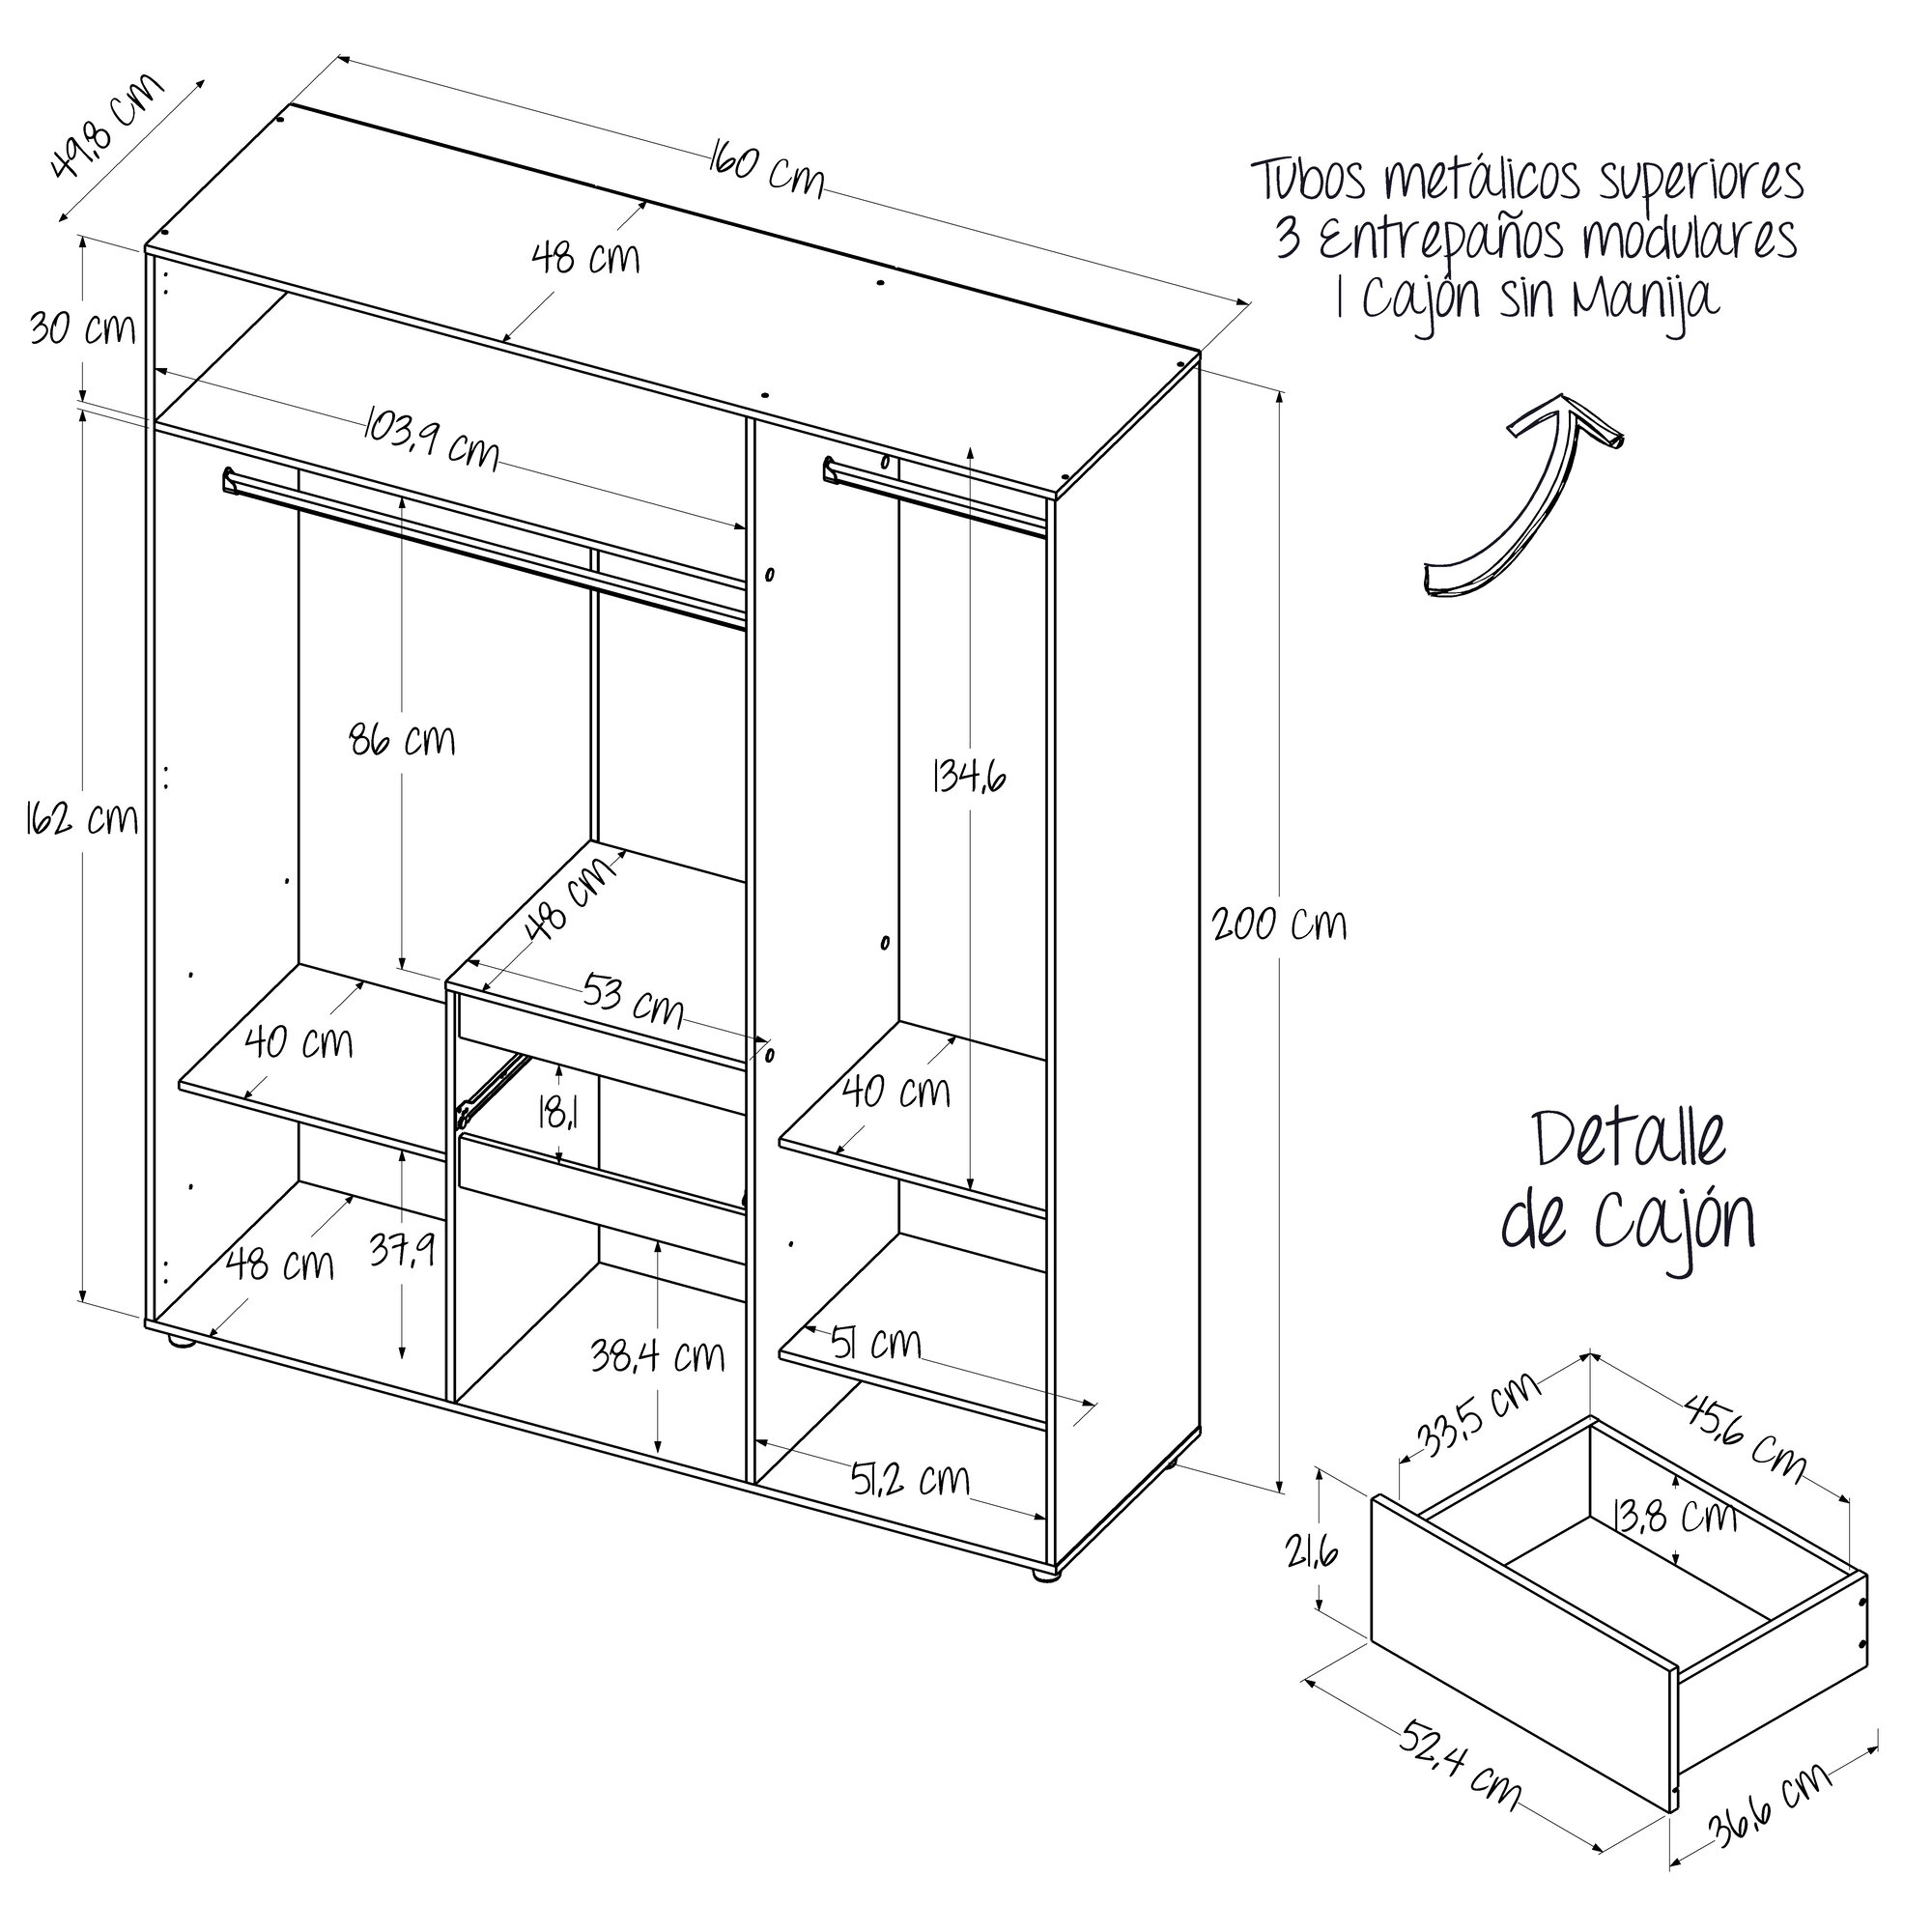 49,8 cm
160 cm
48 cm
30 cm
103,9 cm
Tubos metálicos superiores
3 Entrepaños modulares
1 Cajón sin Manija
86 cm
134,6
162 cm
200 cm
48 cm
53 cm
40 cm
18,1
40 cm
48 cm
37,9
38,4 cm
51 cm
51,2 cm
Detalle
de Cajón
33,5 cm
45,6 cm
13,8 cm
21,6
52,4 cm
36,6 cm